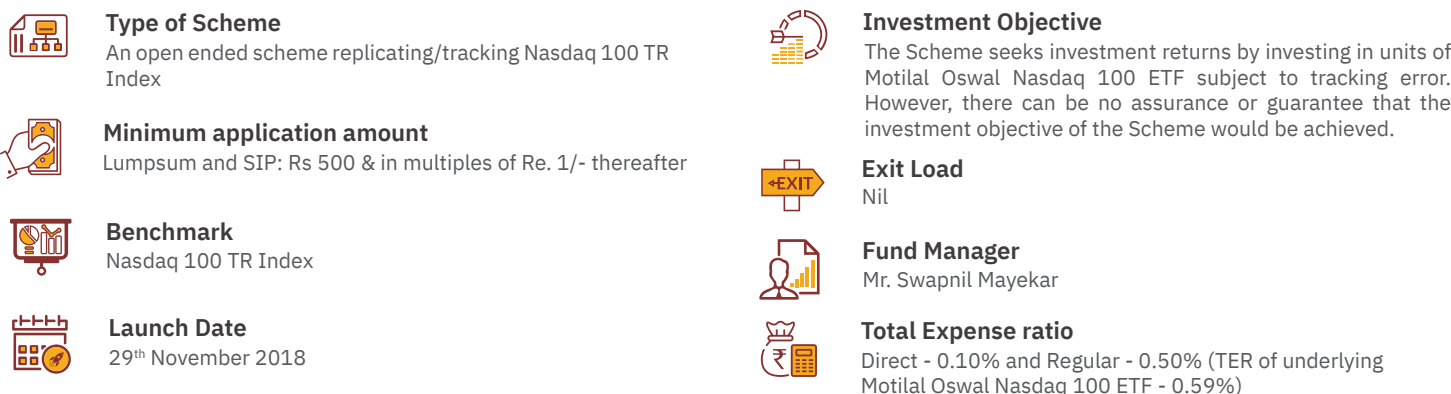 Type of Scheme
An open ended scheme replicating/tracking Nasdaq 100 TR
Index
Minimum application amount
Lumpsum and SIP: Rs 500 & in multiples of Re. 1/- thereafter
Benchmark
Nasdaq 100 TR Index
Launch Date
29th November 2018
Investment Objective
The Scheme seeks investment returns by investing in units of
Motilal Oswal Nasdaq 100 ETF subject to tracking error.
However, there can be no assurance or guarantee that the
investment objective of the Scheme would be achieved.
EXIT
Exit Load
Nil
Fund Manager
Mr. Swapnil Mayekar
₹
Total Expense ratio
Direct - 0.10% and Regular - 0.50% (TER of underlying
Motilal Oswal Nasdaq 100 ETF - 0.59%)